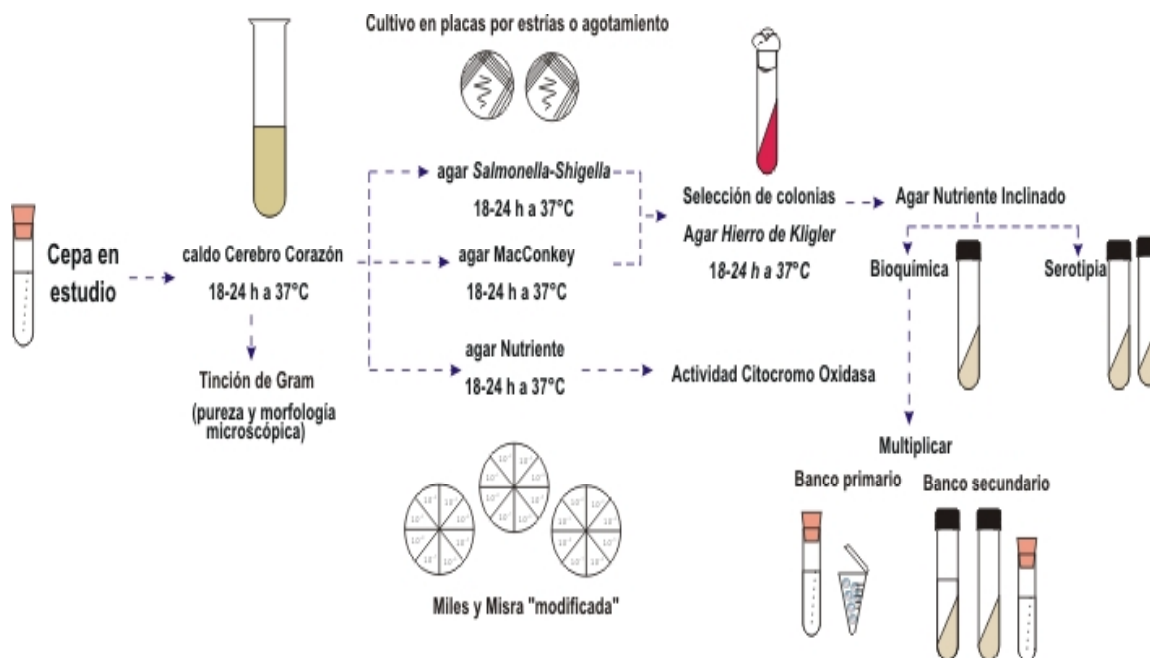 Cultivo en placas por estrías o agotamiento
Cepa en
estudio
caldo Cerebro Corazón
18-24 h a 37°C
Tinción de Gram
(pureza y morfología
microscópica)
agar Salmonella-Shigella
18-24 h a 37°C
agar MacConkey
18-24 h a 37°C
agar Nutriente
18-24 h a 37°C
Selección de colonias
Agar Hierro de Kligler
18-24 h a 37°C
Agar Nutriente Inclinado
Bioquímica
Serotipia
Actividad Citocromo Oxidasa
Multiplicar
Banco primario
Banco secundario
Miles y Misra "modificada"